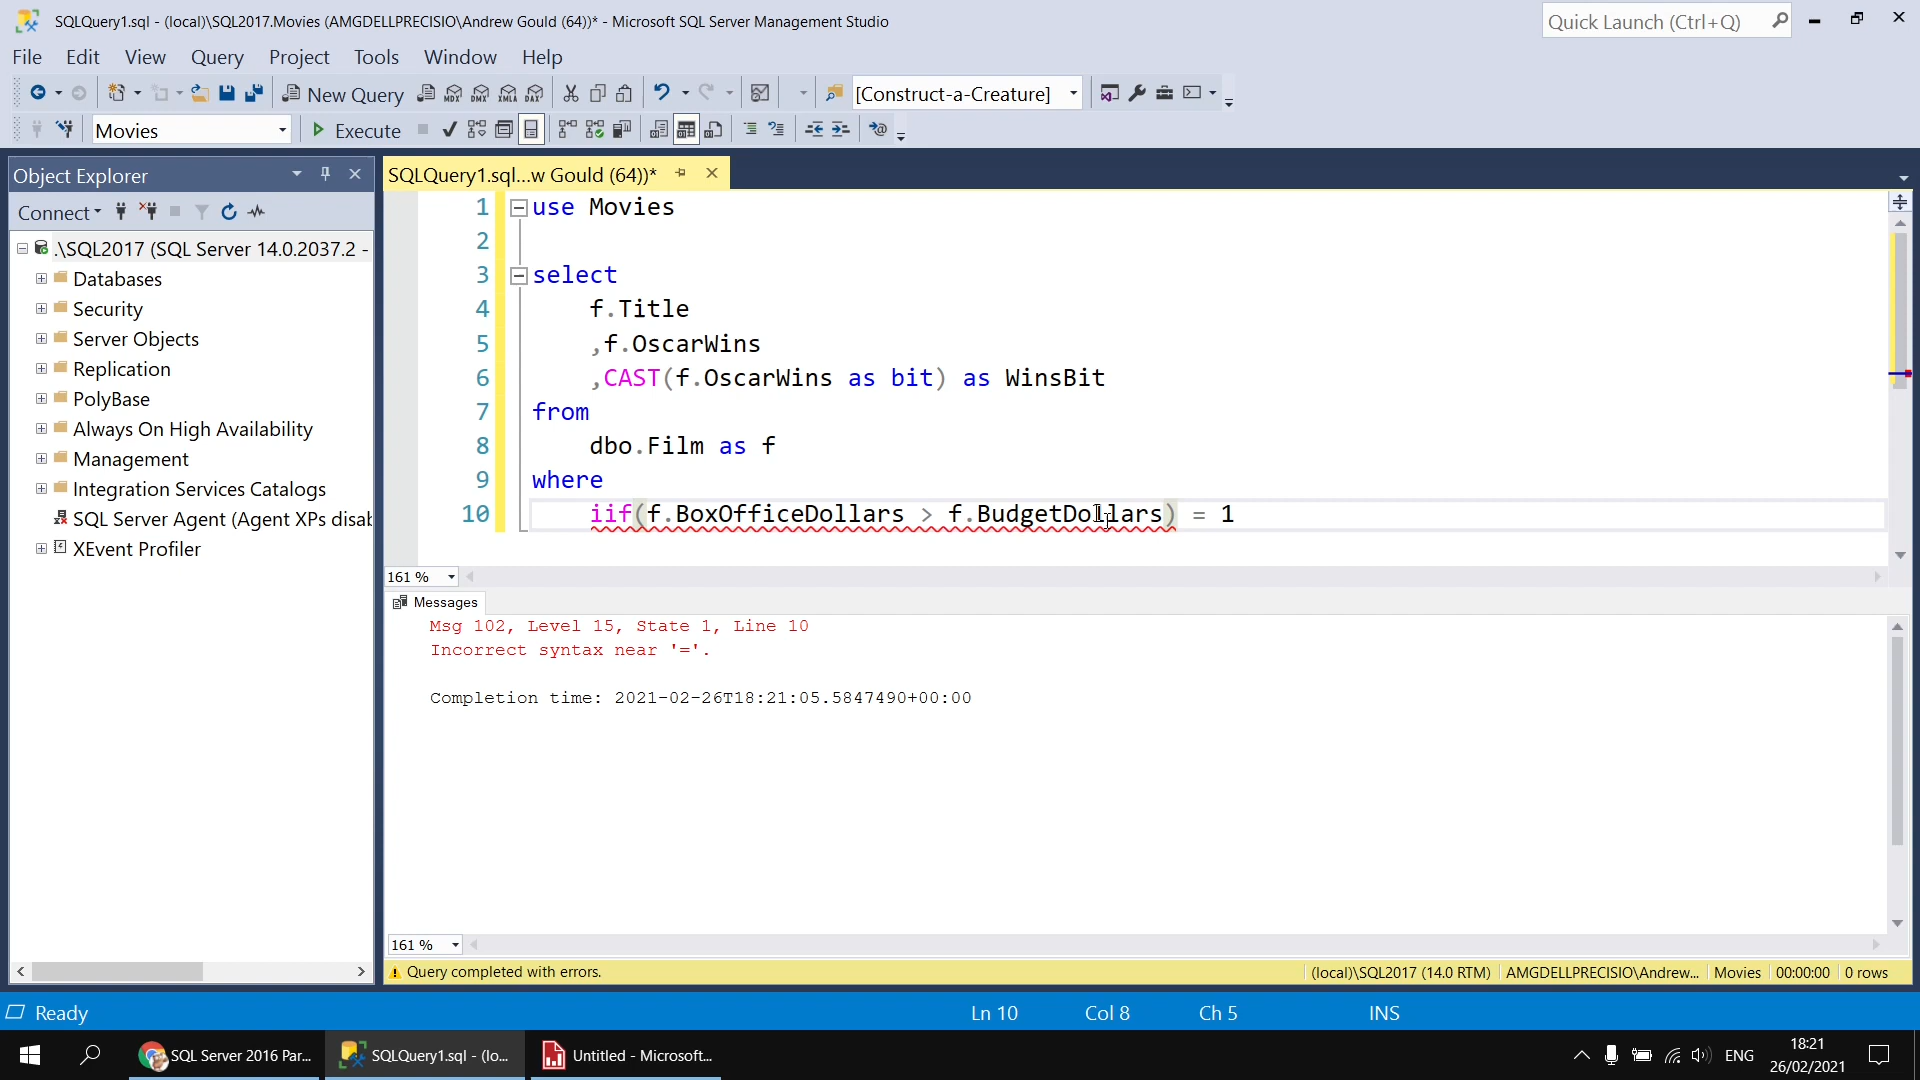 SQLQuery1.sql - (local)\SQL2017.Movies (AMGDELLPRECISIO\Andrew Gould (64))* - Microsoft SQL Server Management Studio
Quick Launch (Ctrl+Q)
File Edit View Query Project Tools Window Help
New Query
MDX DMX XMLA DAX
[Construct-a-Creature]
Movies
Execute
Object Explorer
SQLQuery1.sql...w Gould (64))*
Connect
.\SQL2017 (SQL Server 14.0.2037.2 -
Databases
Security
Server Objects
Replication
PolyBase
Always On High Availability
Management
Integration Services Catalogs
SQL Server Agent (Agent XPs disab
XEvent Profiler
1 use Movies
2
3 select
4 f.Title
5 ,f.OscarWins
6 ,CAST(f.OscarWins as bit) as WinsBit
7 from
8 dbo.Film as f
9 where
10 iif(f.BoxOfficeDollars > f.BudgetDollars) = 1
161 %
Messages
Msg 102, Level 15, State 1, Line 10
Incorrect syntax near '='.
Completion time: 2021-02-26T18:21:05.5847490+00:00
161 %
Query completed with errors.
(local)\SQL2017 (14.0 RTM) AMGDELLPRECISIO\Andrew... Movies 00:00:00 0 rows
Ready
Ln 10 Col 8 Ch 5 INS
SQL Server 2016 Par...
SQLQuery1.sql - (lo...
Untitled - Microsoft...
ENG
18:21
26/02/2021